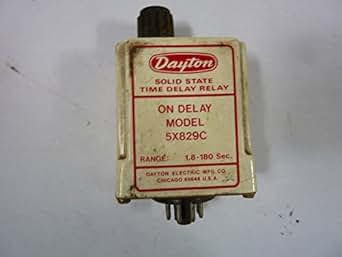 Dayton
SOLID STATE
TIME DELAY RELAY
ON DELAY
MODEL
5X829C
RANGE: 1.8-180 Sec.
DAYTON ELECTRIC MFG. CO.
CHICAGO 60648 U.S.A.